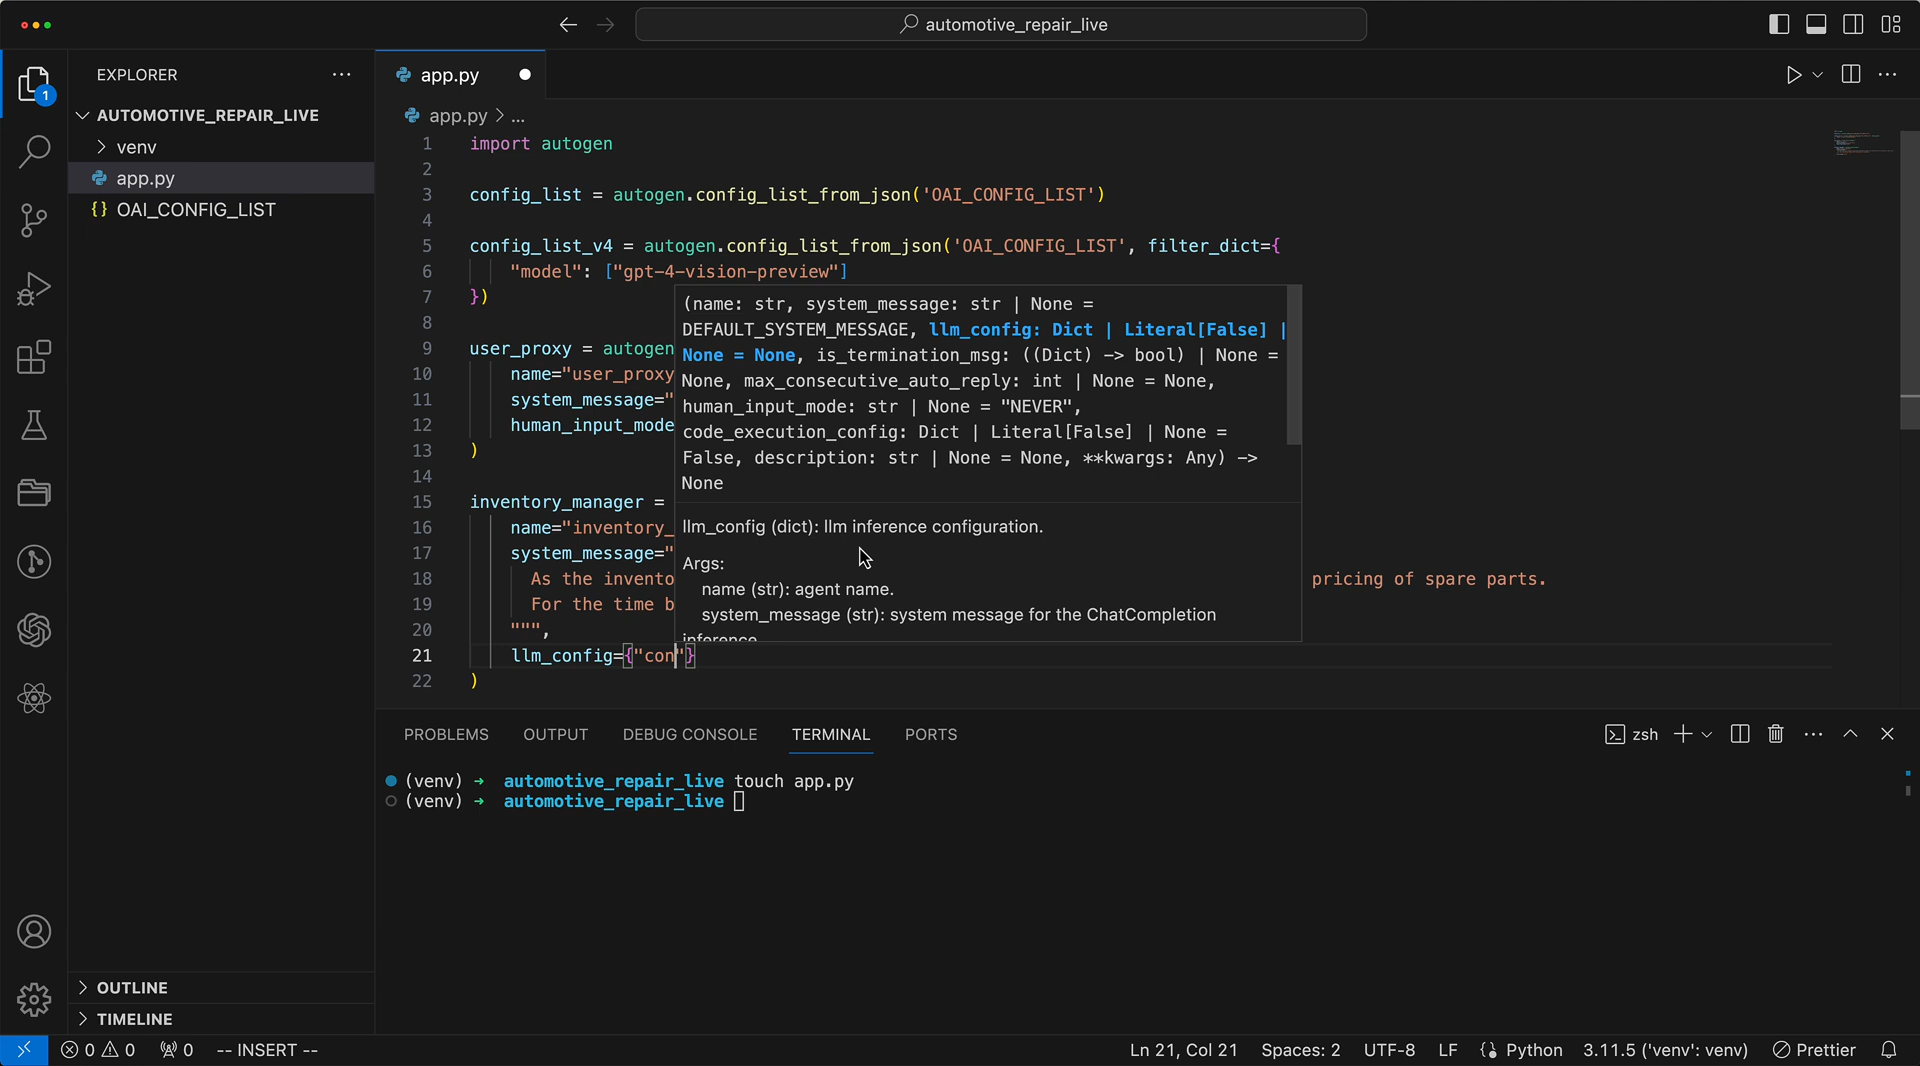 automotive_repair_live
EXPLORER
1
AUTOMOTIVE_REPAIR_LIVE
venv
app.py
OAI_CONFIG_LIST
OUTLINE
TIMELINE
app.py
app.py > ...
1 import autogen
2
3 config_list = autogen.config_list_from_json('OAI_CONFIG_LIST')
4
5 config_list_v4 = autogen.config_list_from_json('OAI_CONFIG_LIST', filter_dict={
6 "model": ["gpt-4-vision-preview"]
7 })
8
9 user_proxy = autogen
10 name="user_proxy
11 system_message="
12 human_input_mode
13 )
14
15 inventory_manager =
16 name="inventory_
17 system_message="
18 As the invento pricing of spare parts.
19 For the time b
20 """,
21 llm_config={"con"}
22 )
(name: str, system_message: str | None =
DEFAULT_SYSTEM_MESSAGE, llm_config: Dict | Literal[False] |
None = None, is_termination_msg: ((Dict) -> bool) | None =
None, max_consecutive_auto_reply: int | None = None,
human_input_mode: str | None = "NEVER",
code_execution_config: Dict | Literal[False] | None =
False, description: str | None = None, **kwargs: Any) ->
None
llm_config (dict): llm inference configuration.
Args:
name (str): agent name.
system_message (str): system message for the ChatCompletion
inference
PROBLEMS OUTPUT DEBUG CONSOLE TERMINAL PORTS
zsh
(venv) → automotive_repair_live touch app.py
(venv) → automotive_repair_live
0 0 0 -- INSERT --
Ln 21, Col 21 Spaces: 2 UTF-8 LF Python 3.11.5 ('venv': venv) Prettier